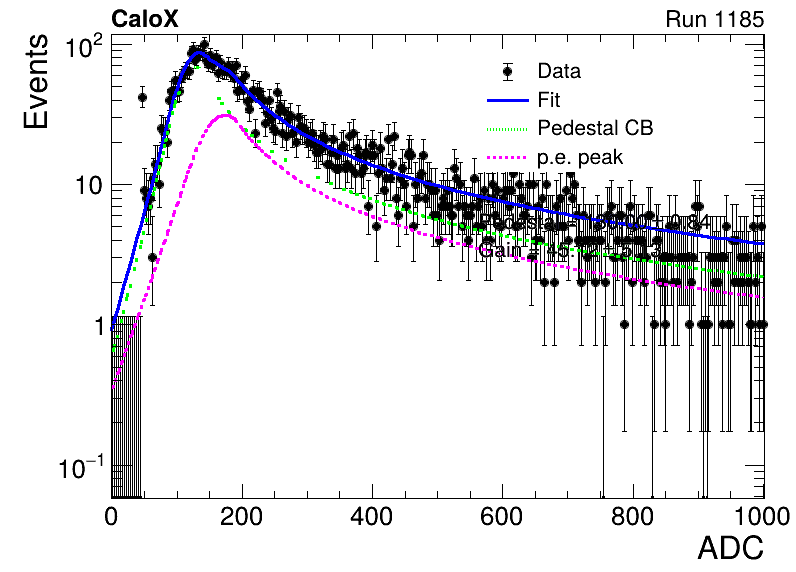 CaloX Run 1185
Events
10²
10
1
10⁻¹
Data
Fit
Pedestal CB
p.e. peak
Gain
0 200 400 600 800 1000
ADC